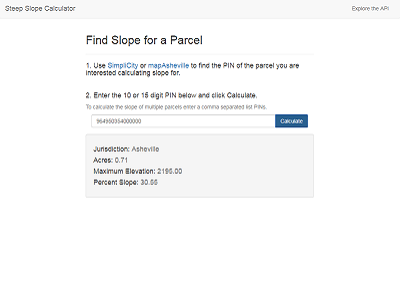 Steep Slope Calculator
Explore the API
Find Slope for a Parcel
1. Use SimpliCity or mapAsheville to find the PIN of the parcel you are
interested calculating slope for.
2. Enter the 10 or 15 digit PIN below and click Calculate.
To calculate the slope of multiple parcels enter a comma separated list PINs.
Calculate
Jurisdiction: Asheville
Acres: 0.71
Maximum Elevation: 2195.00
Percent Slope: 30.55